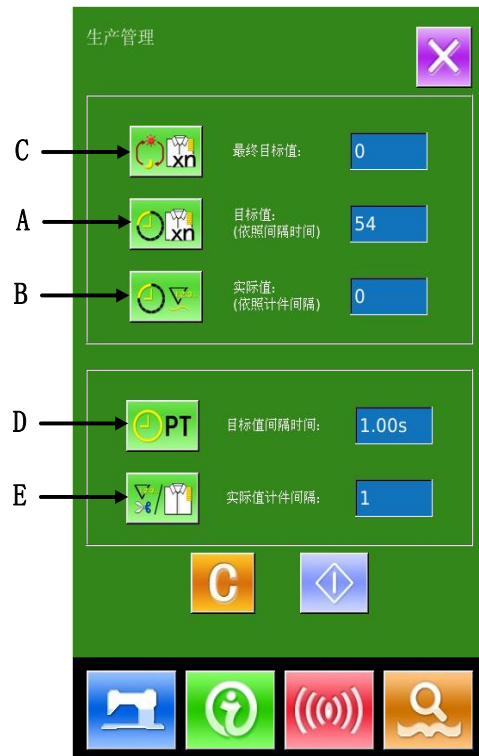 生产管理
C
xn
最终目标值:
0
A
xn
目标值:
(依照间隔时间)
54
B
实际值:
(依照计件间隔)
0
D
PT
目标值间隔时间:
1.00s
E
实际值计件间隔:
1
C